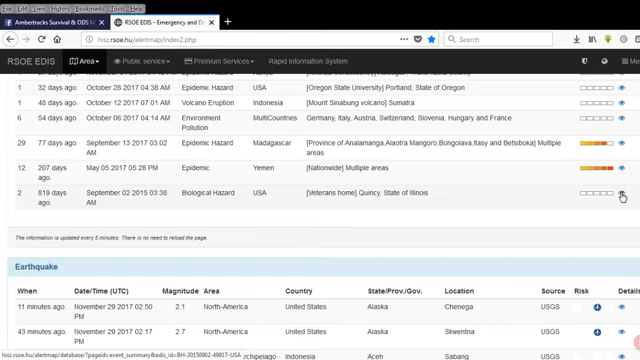 File Edit View History Bookmarks Tools Help
Ambertracks Survival & ODS M
RSOE EDIS - Emergency and Di
hisz.rsoe.hu/alertmap/index2.php
Search
RSOE EDIS Area Public service Premium Services Rapid Information System Me
1 32 days ago. October 28 2017 04:38 AM Epidemic Hazard USA [Oregon State University] Portland, State of Oregon
1 48 days ago. October 12 2017 07:01 AM Volcano Eruption Indonesia [Mount Sinabung volcano] Sumatra
6 54 days ago. October 06 2017 04:14 AM Environment Pollution MultiCountries Germany, Italy, Austria, Switzerland, Slovenia, Hungary and France
29 77 days ago. September 13 2017 03:02 AM Epidemic Madagascar [Province of Analamanga,Alaotra Mangoro,Bongolava,Itasy and Betsiboka] Multiple areas
12 207 days ago. May 05 2017 05:28 PM Epidemic Yemen [Nationwide] Multiple areas
2 819 days ago. September 02 2015 03:38 AM Biological Hazard USA [Veterans home] Quincy, State of Illinois
The information is updated every 5 minutes. There is no need to reload the page.
Earthquake
When Date/Time (UTC) Magnitude Area Country State/Prov./Gov. Location Source Risk Details
11 minutes ago. November 29 2017 02:50 PM 2.1 North-America United States Alaska Chenega USGS
43 minutes ago. November 29 2017 02:17 PM 2.7 North-America United States Alaska Skwentna USGS
hisz.rsoe.hu/alertmap/database/?pageid=event_summary&edis_id=BH-20150902-49917-USA
rchipelago Indonesia Aceh Sabang USGS